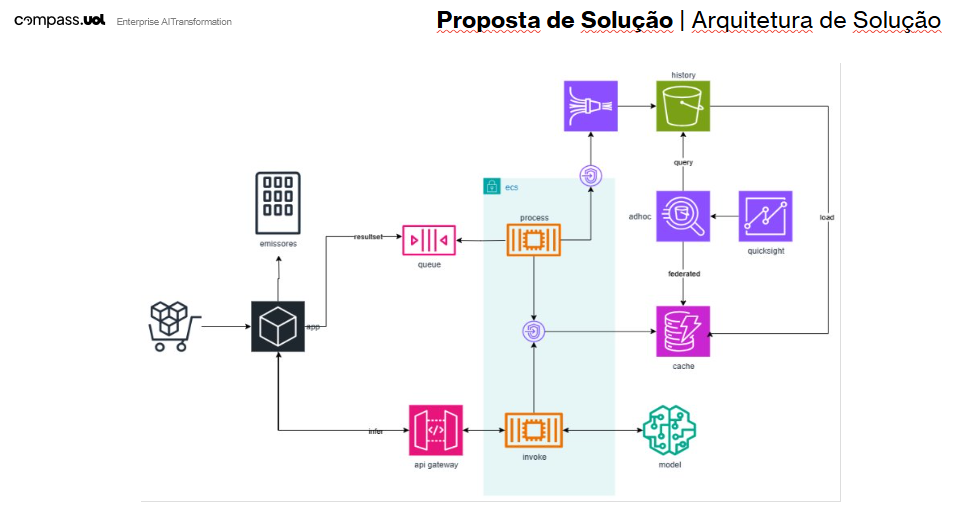 compass.uol Enterprise AITransformation
Proposta de Solução | Arquitetura de Solução
history
query
ecs
process
adhoc
load
emissores
resultset
queue
quicksight
federated
app
cache
infer
api gateway
invoke
model